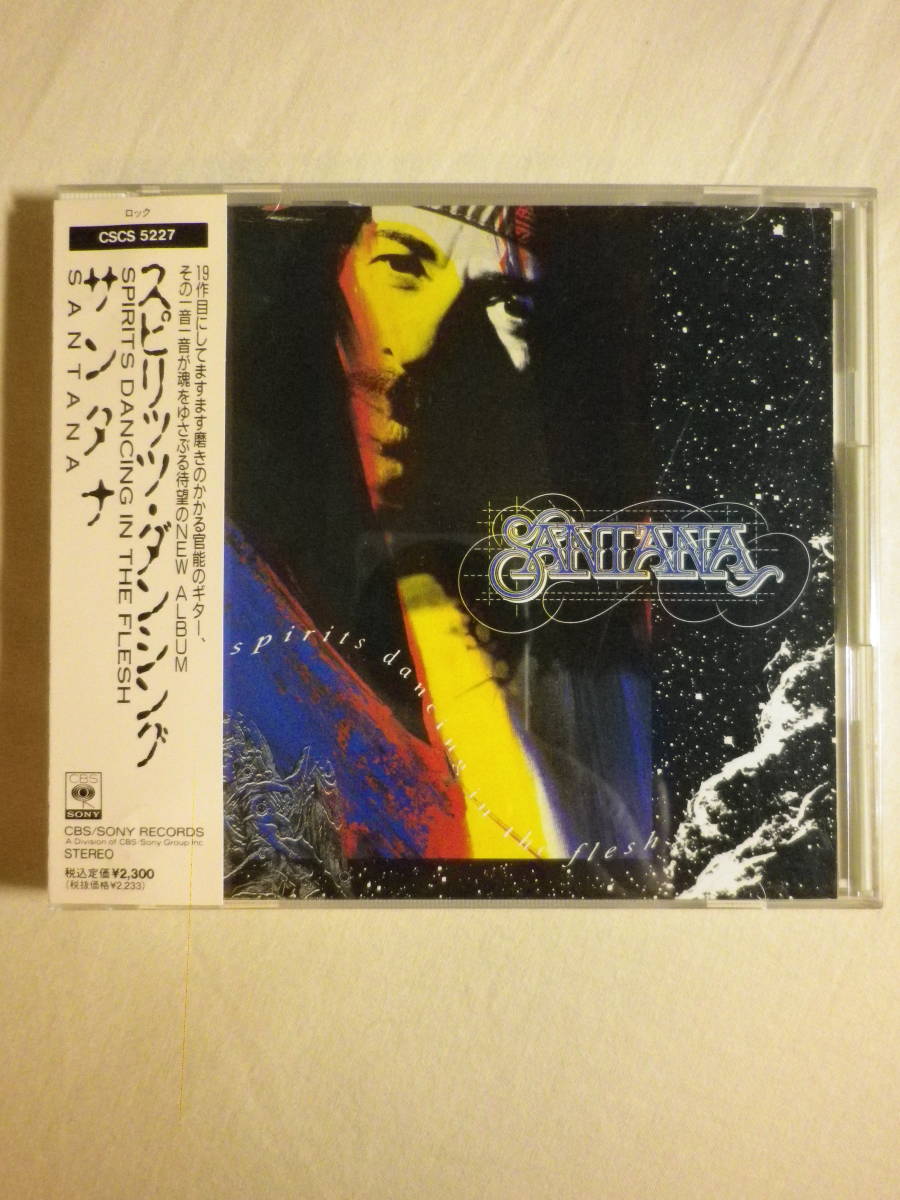 ロック
CSCS 5227
19作目にしてますます磨きのかかる官能のギター、
その一音一音が魂をゆさぶる待望のNEW ALBUM
スピリッツ・ダンシング
SPIRITS DANCING IN THE FLESH
サンタナ
SANTANA
CBS
SONY
CBS/SONY RECORDS
A Division of CBS/Sony Group Inc.
STEREO
税込定価¥2,300
(税抜価格¥2,233)
SANTANA
spirits dancing in the flesh